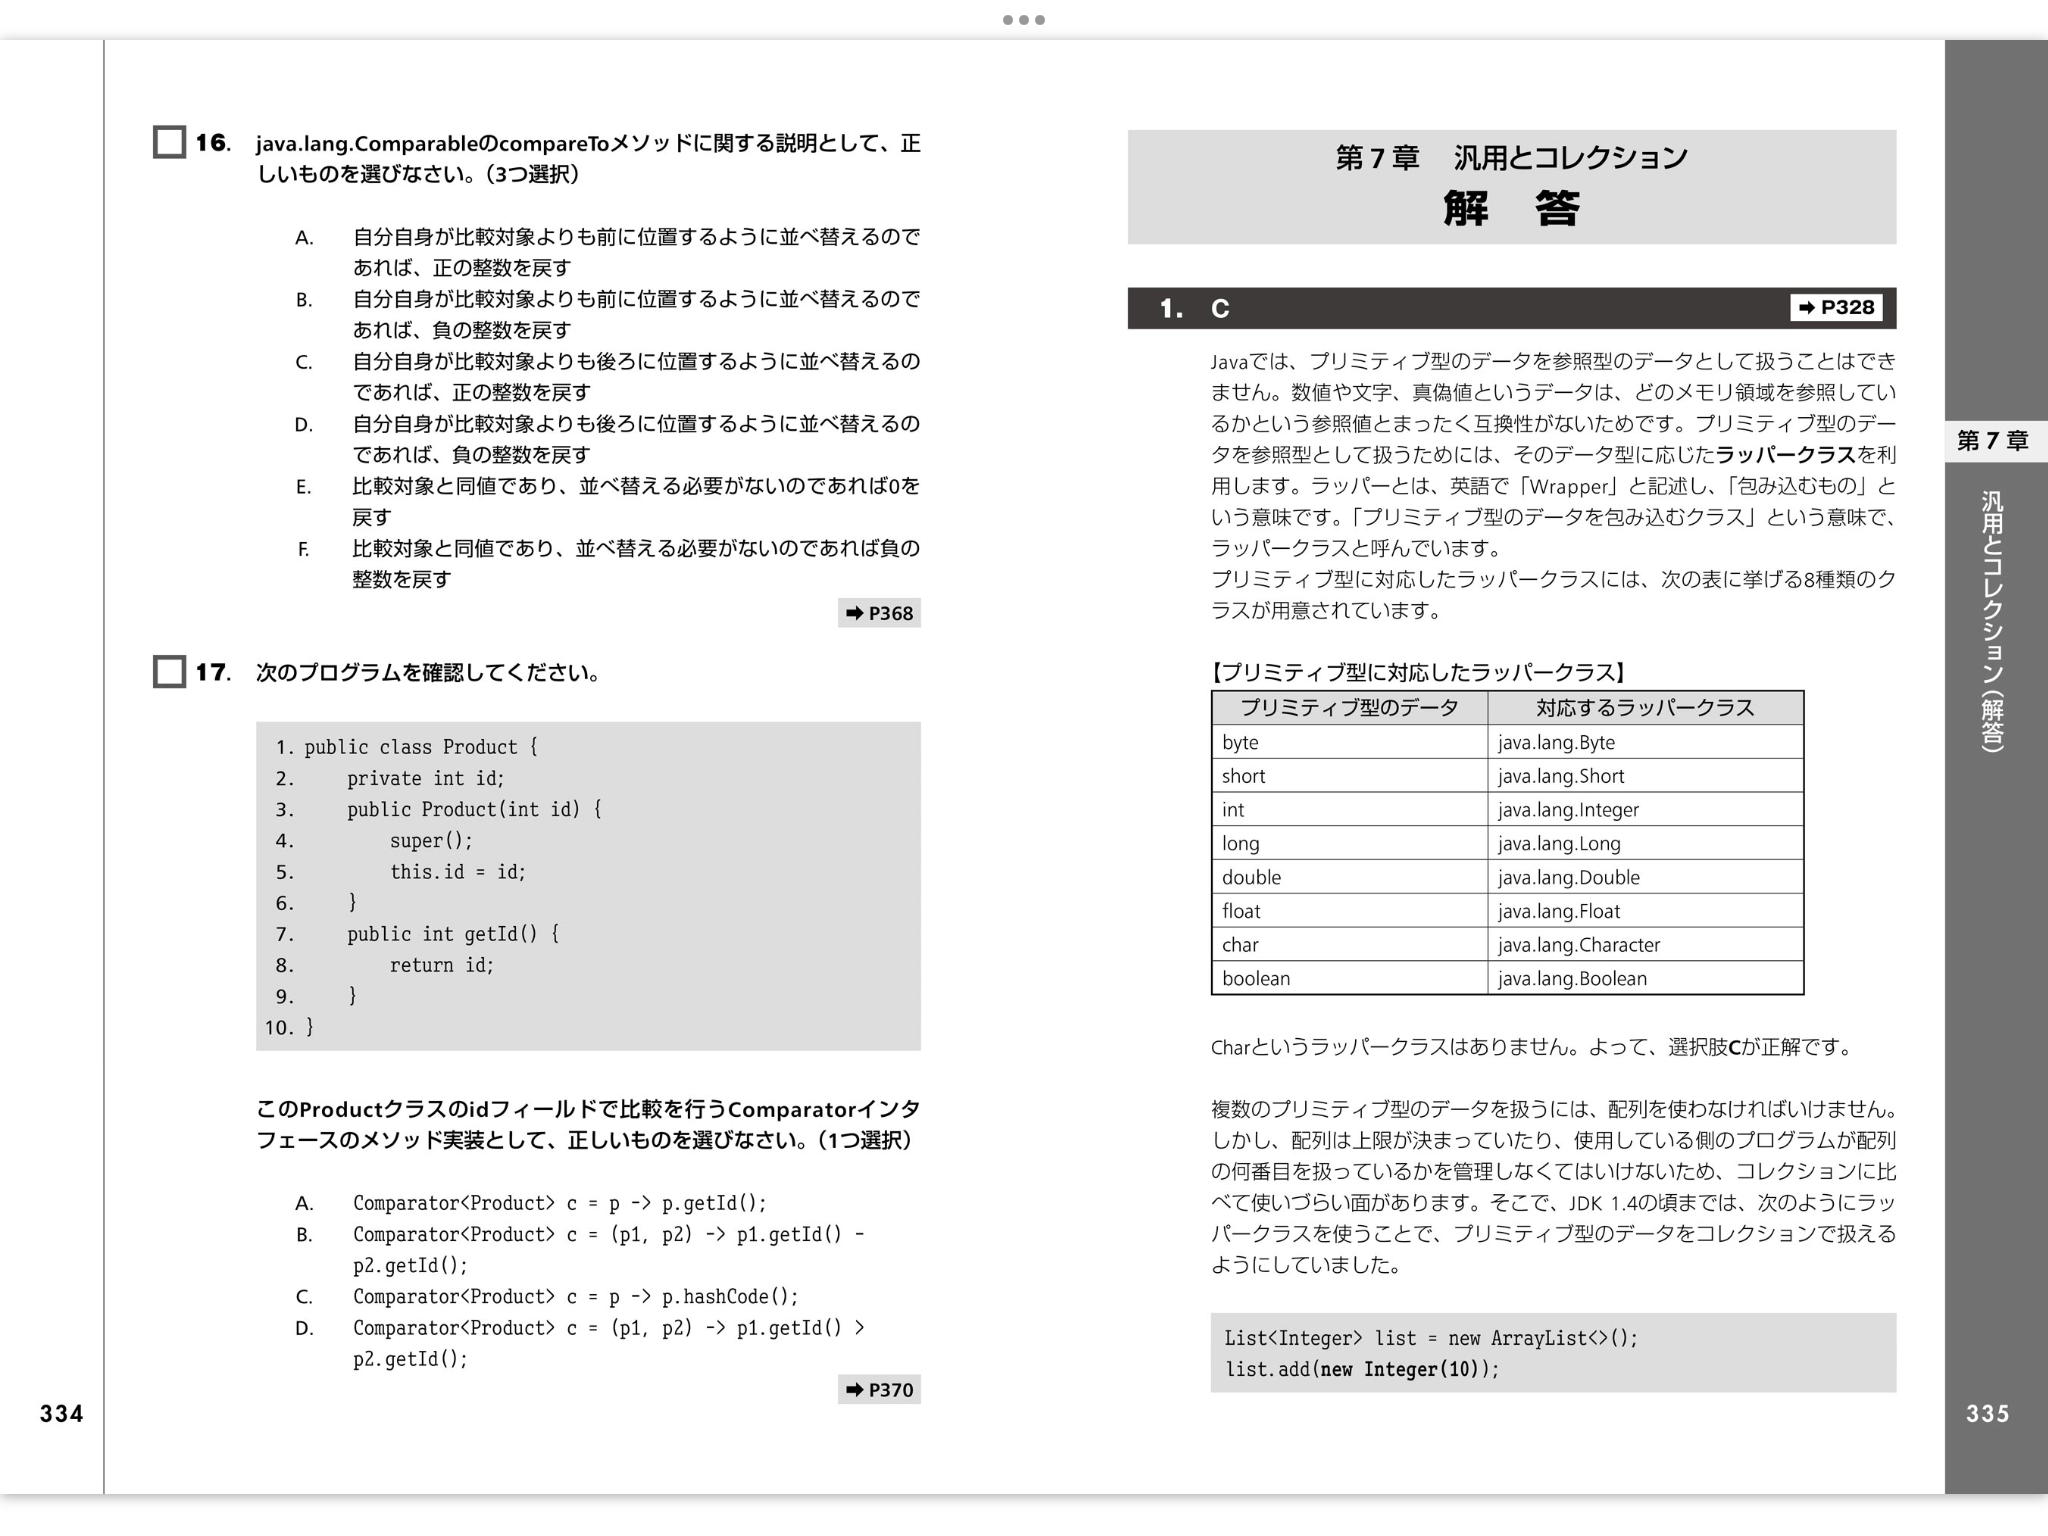 16. java.lang.ComparableのcompareToメソッドに関する説明として、正
しいものを選びなさい。（3つ選択）
A. 自分自身が比較対象よりも前に位置するように並べ替えるので
あれば、正の整数を戻す
B. 自分自身が比較対象よりも前に位置するように並べ替えるので
あれば、負の整数を戻す
C. 自分自身が比較対象よりも後ろに位置するように並べ替えるの
であれば、正の整数を戻す
D. 自分自身が比較対象よりも後ろに位置するように並べ替えるの
であれば、負の整数を戻す
E. 比較対象と同値であり、並べ替える必要がないのであれば0を
戻す
F. 比較対象と同値であり、並べ替える必要がないのであれば負の
整数を戻す
➡ P368
17. 次のプログラムを確認してください。
1. public class Product {
2.     private int id;
3.     public Product(int id) {
4.         super();
5.         this.id = id;
6.     }
7.     public int getId() {
8.         return id;
9.     }
10. }
このProductクラスのidフィールドで比較を行うComparatorインタ
フェースのメソッド実装として、正しいものを選びなさい。（1つ選択）
A. Comparator<Product> c = p -> p.getId();
B. Comparator<Product> c = (p1, p2) -> p1.getId() -
p2.getId();
C. Comparator<Product> c = p -> p.hashCode();
D. Comparator<Product> c = (p1, p2) -> p1.getId() >
p2.getId();
➡ P370
334
第 7 章　汎用とコレクション
解　答
1. C ➡ P328
Javaでは、プリミティブ型のデータを参照型のデータとして扱うことはでき
ません。数値や文字、真偽値というデータは、どのメモリ領域を参照してい
るかという参照値とまったく互換性がないためです。プリミティブ型のデー
タを参照型として扱うためには、そのデータ型に応じたラッパークラスを利
用します。ラッパーとは、英語で「Wrapper」と記述し、「包み込むもの」と
いう意味です。「プリミティブ型のデータを包み込むクラス」という意味で、
ラッパークラスと呼んでいます。
プリミティブ型に対応したラッパークラスには、次の表に挙げる8種類のク
ラスが用意されています。
【プリミティブ型に対応したラッパークラス】
プリミティブ型のデータ 対応するラッパークラス
byte java.lang.Byte
short java.lang.Short
int java.lang.Integer
long java.lang.Long
double java.lang.Double
float java.lang.Float
char java.lang.Character
boolean java.lang.Boolean
Charというラッパークラスはありません。よって、選択肢Cが正解です。
複数のプリミティブ型のデータを扱うには、配列を使わなければいけません。
しかし、配列は上限が決まっていたり、使用している側のプログラムが配列
の何番目を扱っているかを管理しなくてはいけないため、コレクションに比
べて使いづらい面があります。そこで、JDK 1.4の頃までは、次のようにラッ
パークラスを使うことで、プリミティブ型のデータをコレクションで扱える
ようにしていました。
List<Integer> list = new ArrayList<>();
list.add(new Integer(10));
第 7 章
汎用とコレクション（解答）
335